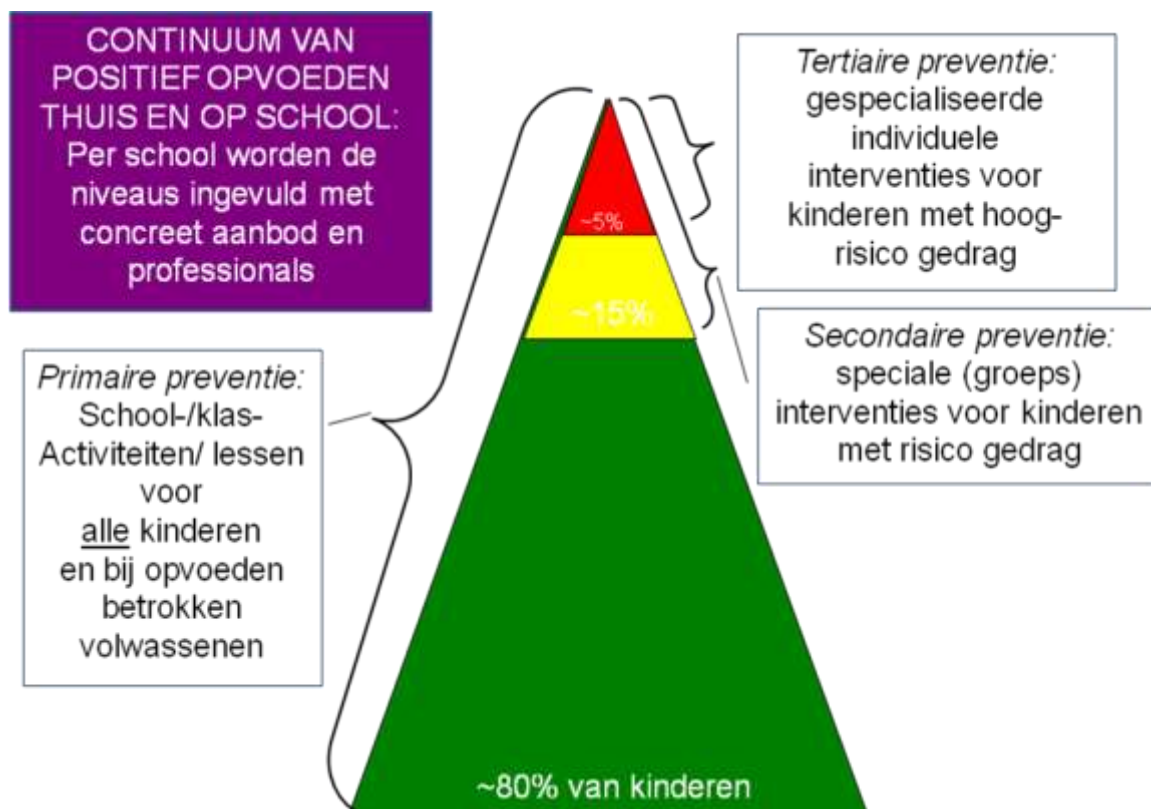 CONTINUUM VAN
POSITIEF OPVOEDEN
THUIS EN OP SCHOOL:
Per school worden de
niveaus ingevuld met
concreet aanbod en
professionals
Tertiaire preventie:
gespecialiseerde
individuele
interventies voor
kinderen met hoog-
risico gedrag
~5%
~15%
Secondaire preventie:
speciale (groeps)
interventies voor kinderen
met risico gedrag
Primaire preventie:
School-/klas-
Activiteiten/ lessen
voor
alle kinderen
en bij opvoeden
betrokken
volwassenen
~80% van kinderen